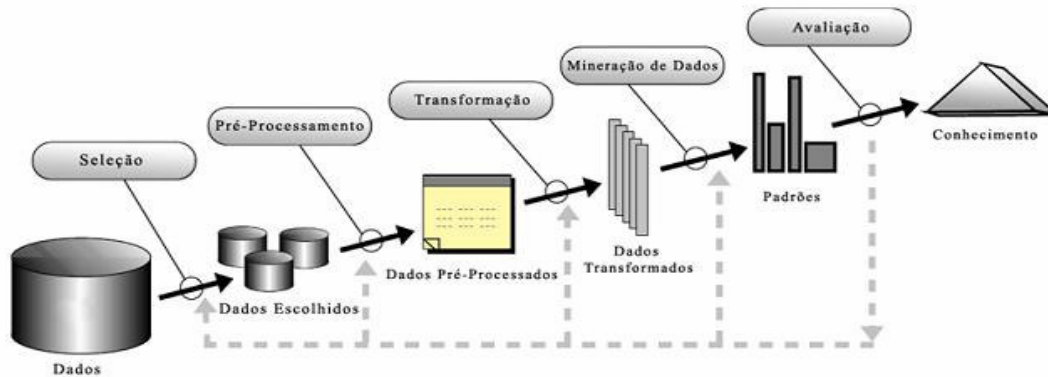 Avaliação
Mineração de Dados
Transformação
Pré-Processamento
Seleção
Conhecimento
Padrões
Dados
Transformados
Dados Pré-Processados
Dados Escolhidos
Dados